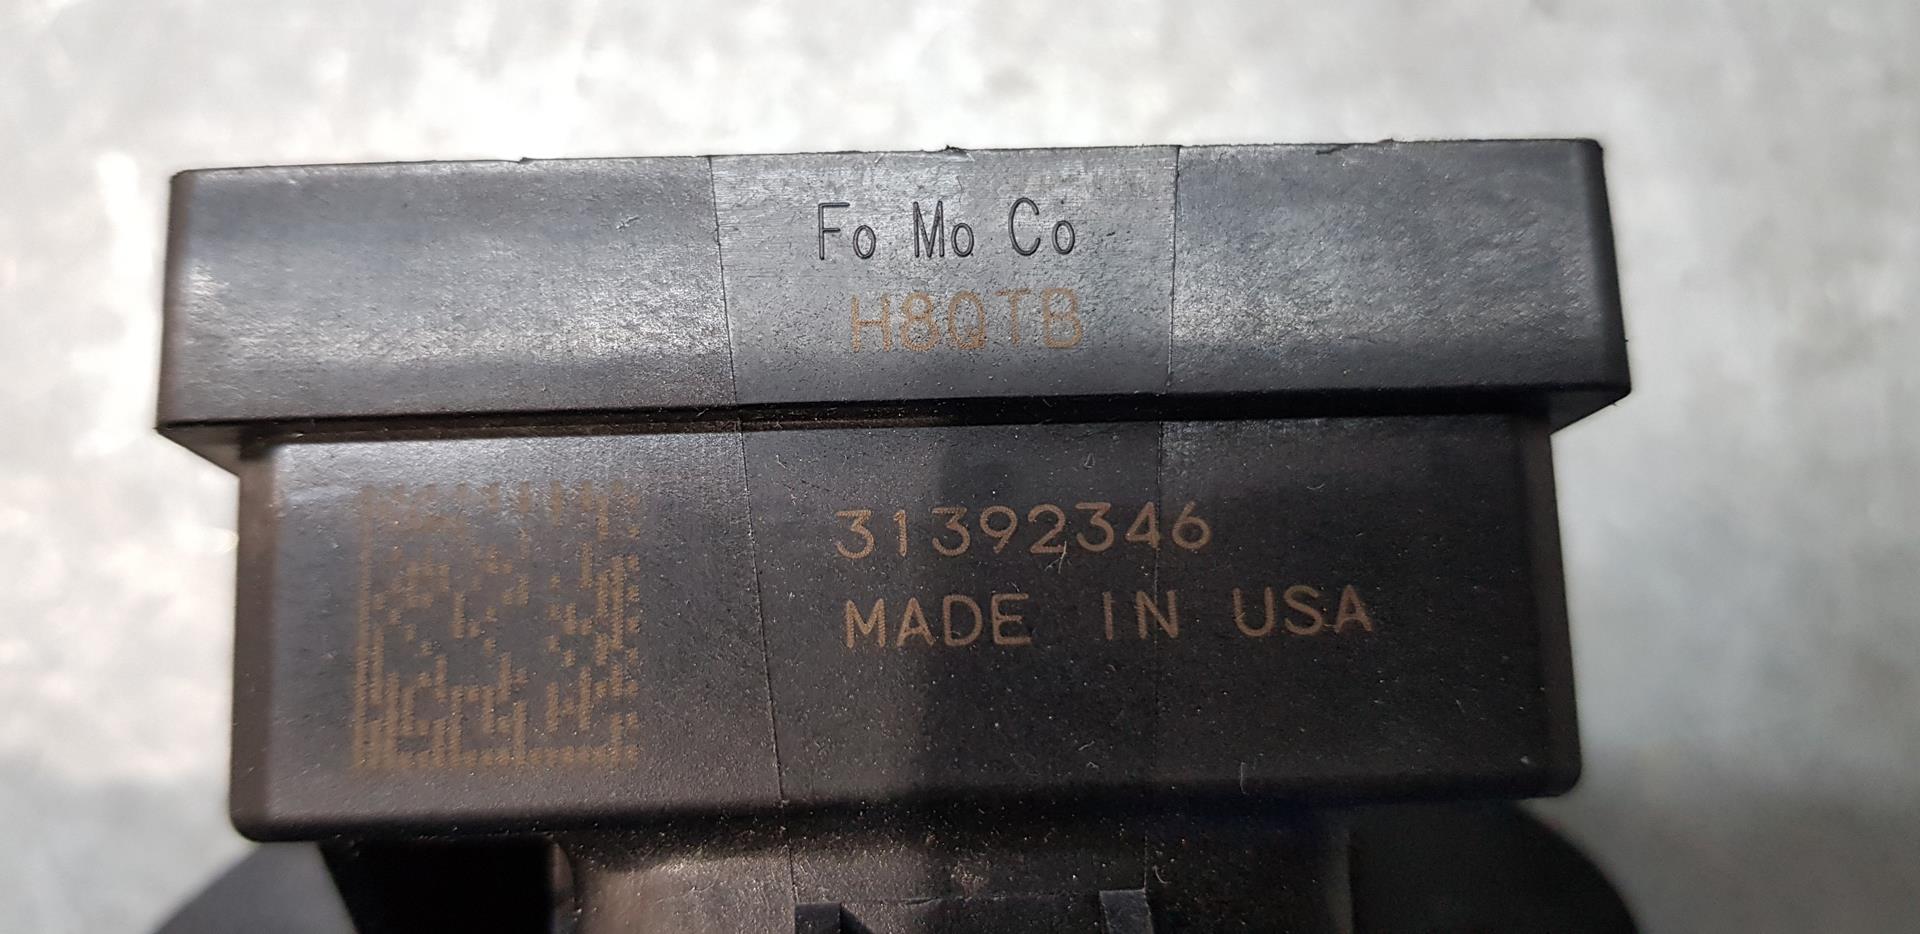 Fo Mo Co
H8QTB
31392346
MADE IN USA